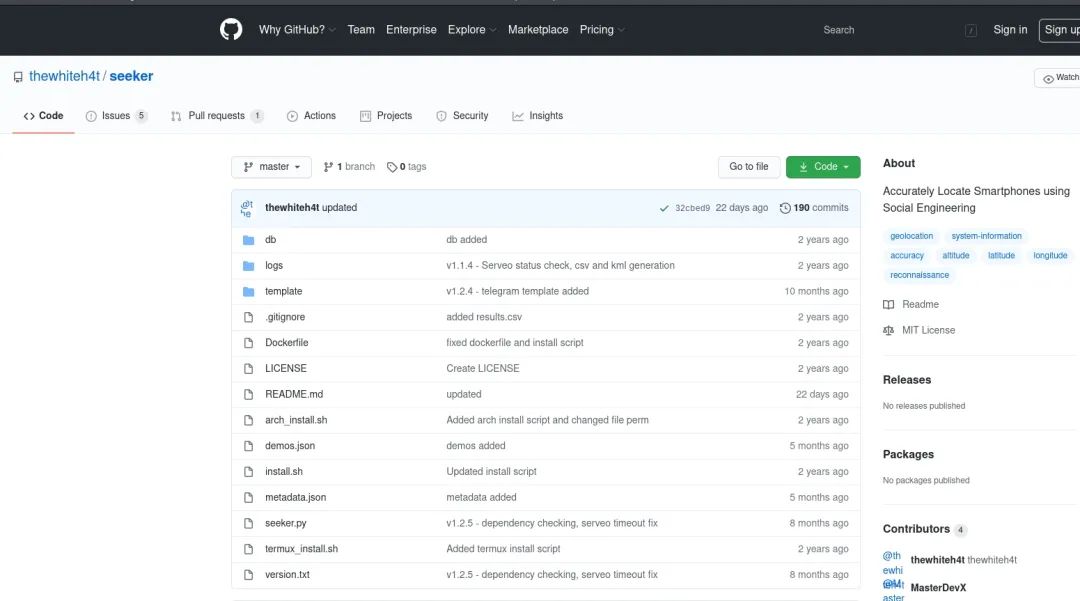 Why GitHub? Team Enterprise Explore Marketplace Pricing Search / Sign in Sign up
thewhiteh4t / seeker Watch
Code Issues 5 Pull requests 1 Actions Projects Security Insights
master 1 branch 0 tags Go to file Code
thewhiteh4t updated 32cbed9 22 days ago 190 commits
db db added 2 years ago
logs v1.1.4 - Serveo status check, csv and kml generation 2 years ago
template v1.2.4 - telegram template added 10 months ago
.gitignore added results.csv 2 years ago
Dockerfile fixed dockerfile and install script 2 years ago
LICENSE Create LICENSE 2 years ago
README.md updated 22 days ago
arch_install.sh Added arch install script and changed file perm 2 years ago
demos.json demos added 5 months ago
install.sh Updated install script 2 years ago
metadata.json metadata added 5 months ago
seeker.py v1.2.5 - dependency checking, serveo timeout fix 8 months ago
termux_install.sh Added termux install script 2 years ago
version.txt v1.2.5 - dependency checking, serveo timeout fix 8 months ago
About
Accurately Locate Smartphones using
Social Engineering
geolocation system-information
accuracy altitude latitude longitude
reconnaissance
Readme
MIT License
Releases
No releases published
Packages
No packages published
Contributors 4
thewhiteh4t thewhiteh4t
MasterDevX